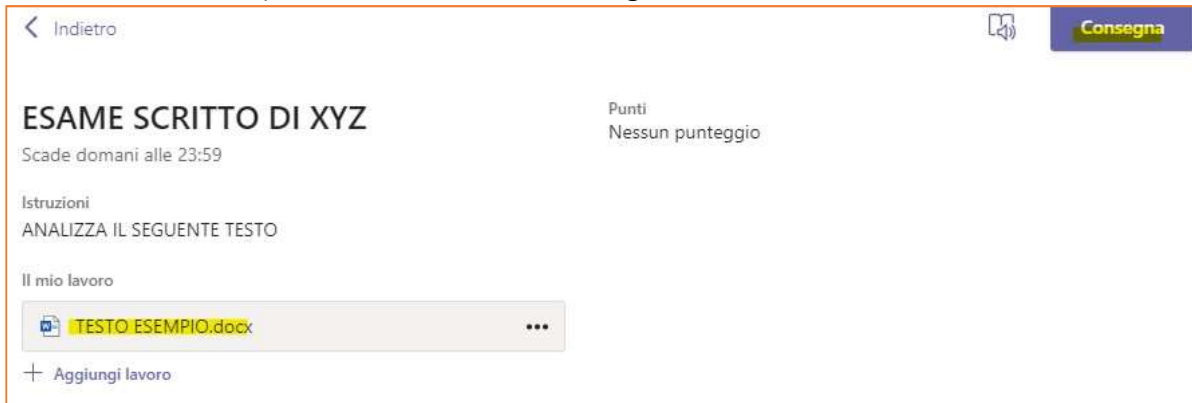 Indietro
Consegna
ESAME SCRITTO DI XYZ
Scade domani alle 23:59
Punti
Nessun punteggio
Istruzioni
ANALIZZA IL SEGUENTE TESTO
Il mio lavoro
TESTO ESEMPIO.docx
Aggiungi lavoro